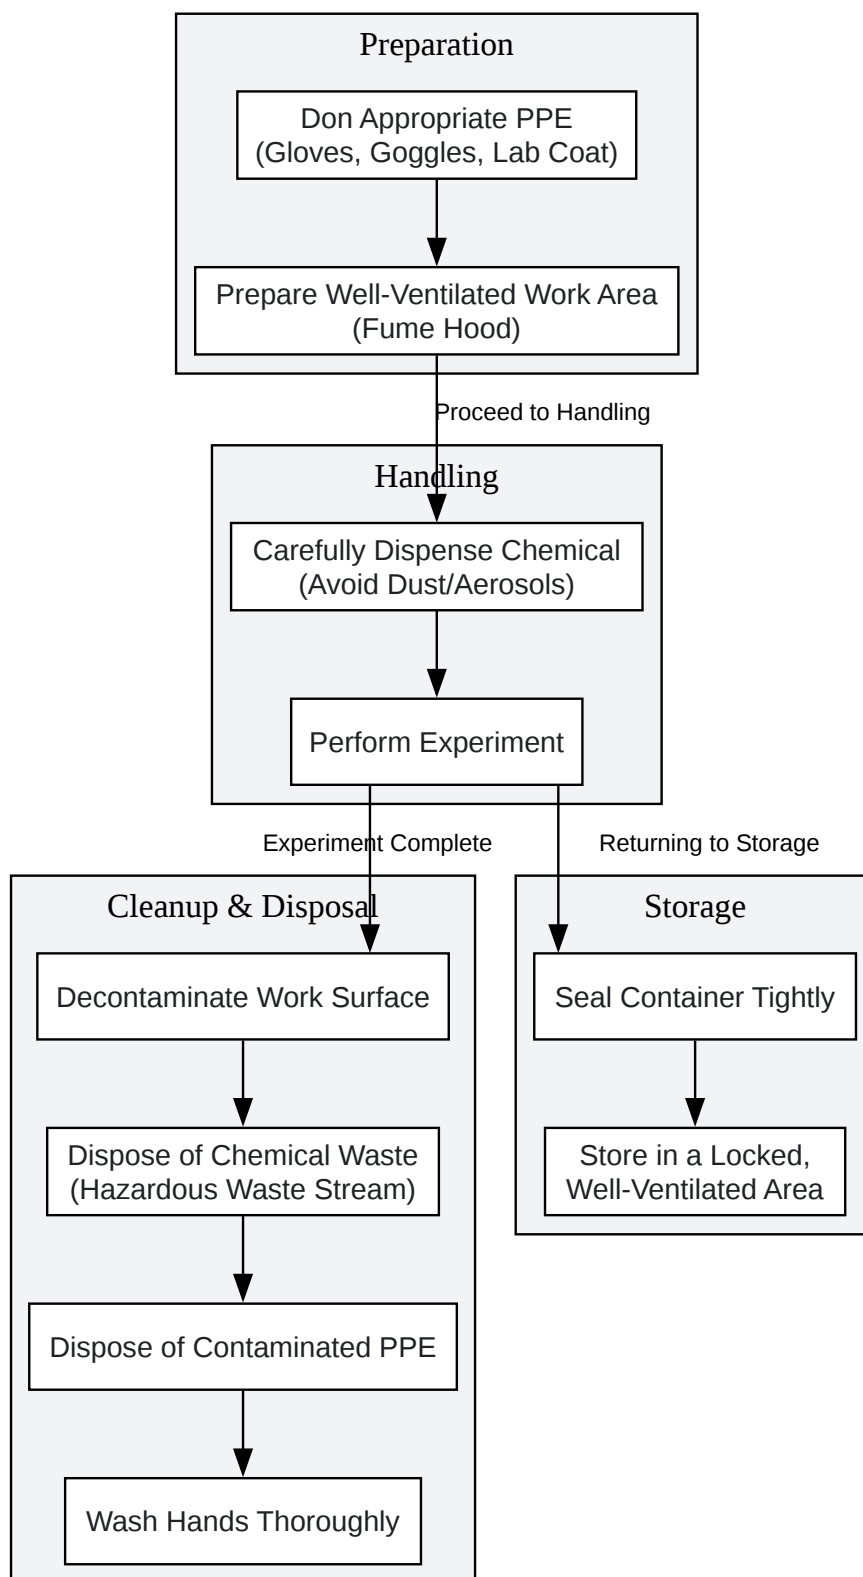 Preparation
Don Appropriate PPE
(Gloves, Goggles, Lab Coat)
Prepare Well-Ventilated Work Area
(Fume Hood)
Proceed to Handling
Handling
Carefully Dispense Chemical
(Avoid Dust/Aerosols)
Perform Experiment
Experiment Complete
Returning to Storage
Cleanup & Disposal
Decontaminate Work Surface
Dispose of Chemical Waste
(Hazardous Waste Stream)
Dispose of Contaminated PPE
Wash Hands Thoroughly
Storage
Seal Container Tightly
Store in a Locked,
Well-Ventilated Area